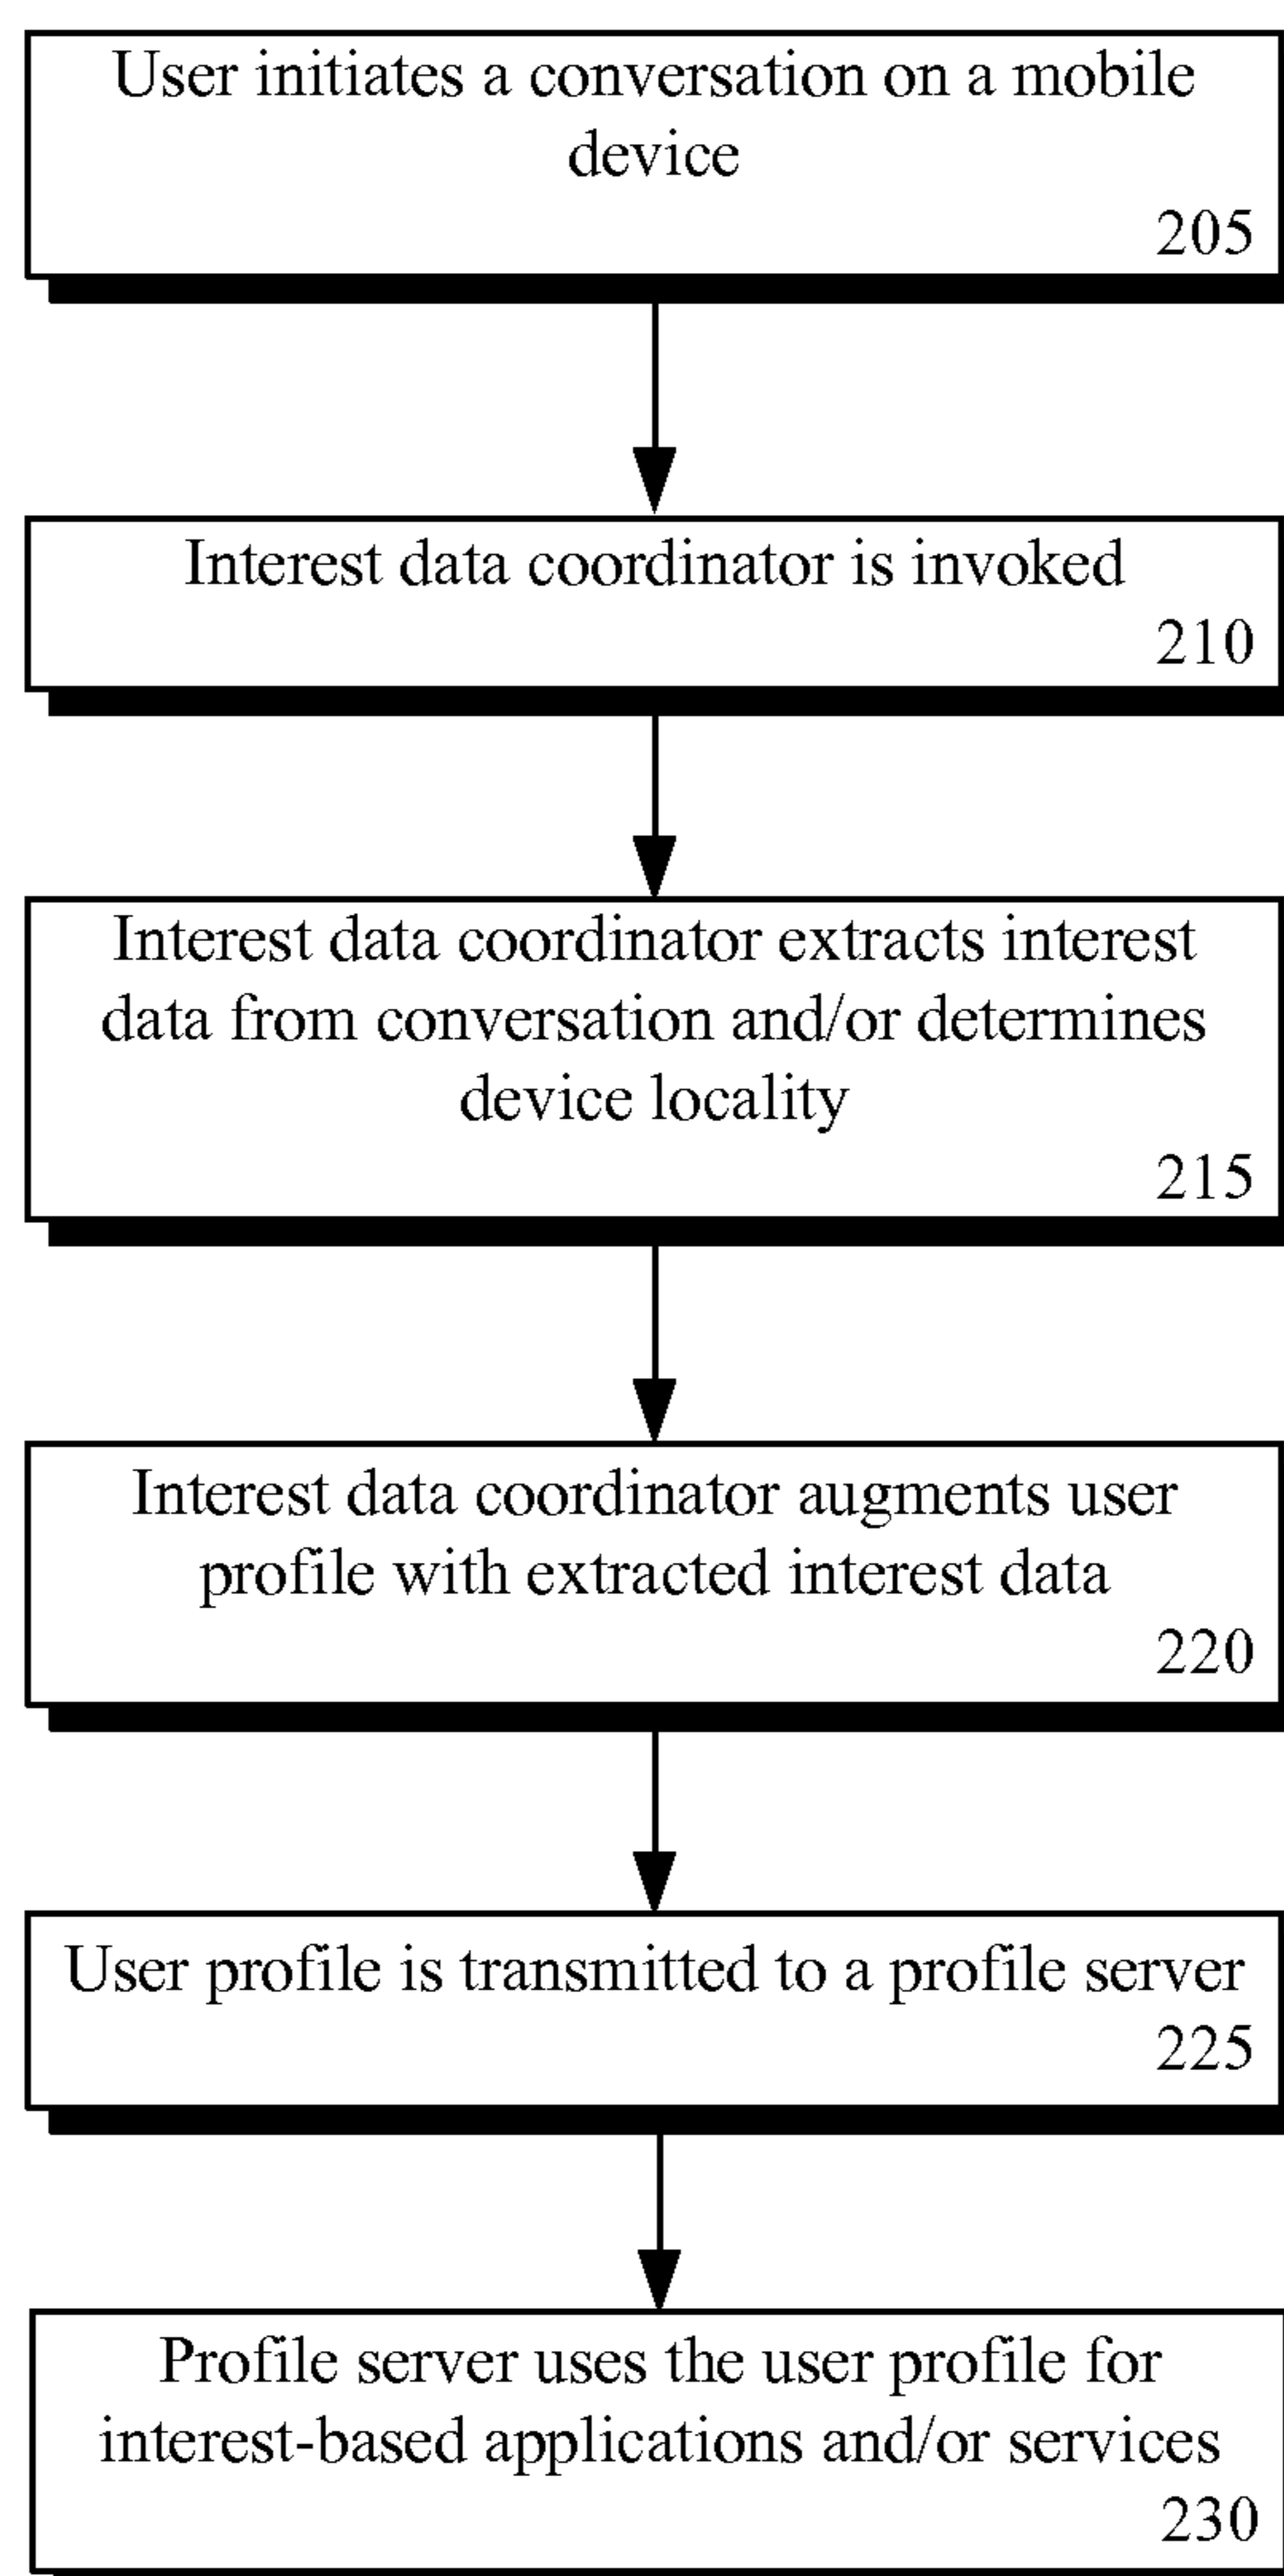 User initiates a conversation on a mobile
device
205
Interest data coordinator is invoked
210
Interest data coordinator extracts interest
data from conversation and/or determines
device locality
215
Interest data coordinator augments user
profile with extracted interest data
220
User profile is transmitted to a profile server
225
Profile server uses the user profile for
interest-based applications and/or services
230